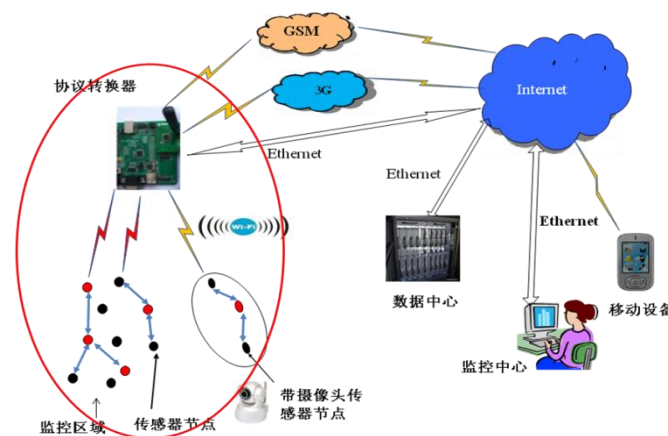 GSM
协议转换器
3G
Internet
Ethernet
Ethernet
Wi-Fi
Ethernet
数据中心
移动设备
监控中心
带摄像头传
感器节点
监控区域
传感器节点